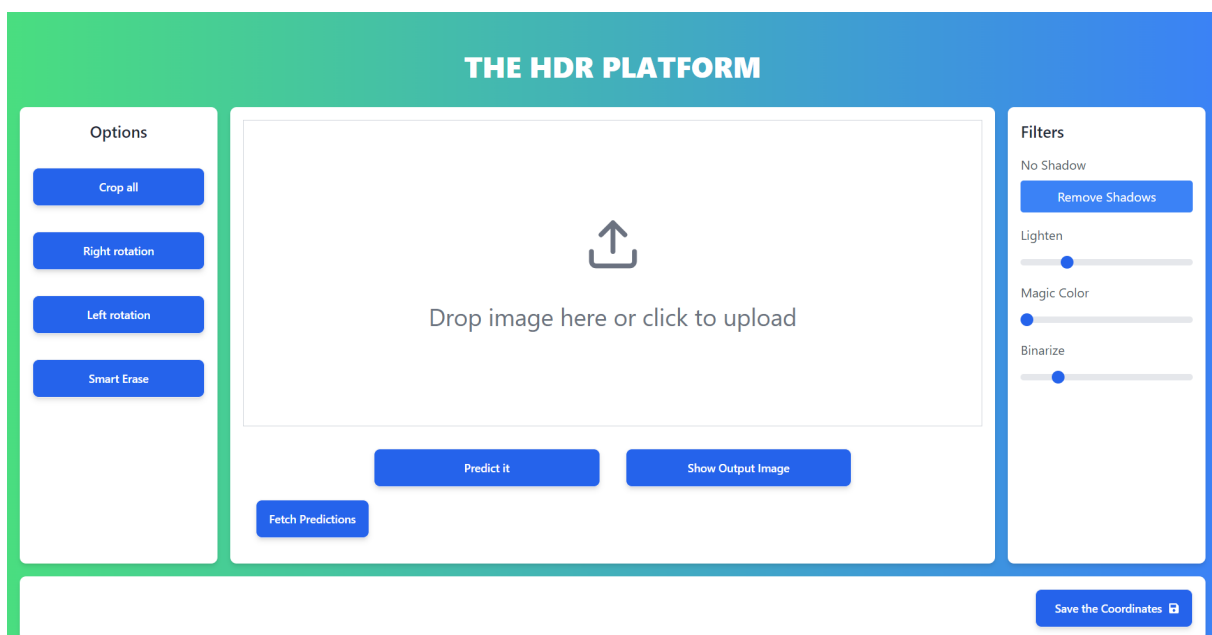 THE HDR PLATFORM
Options
Crop all
Right rotation
Left rotation
Smart Erase
Drop image here or click to upload
Predict it
Show Output Image
Fetch Predictions
Filters
No Shadow
Remove Shadows
Lighten
Magic Color
Binarize
Save the Coordinates